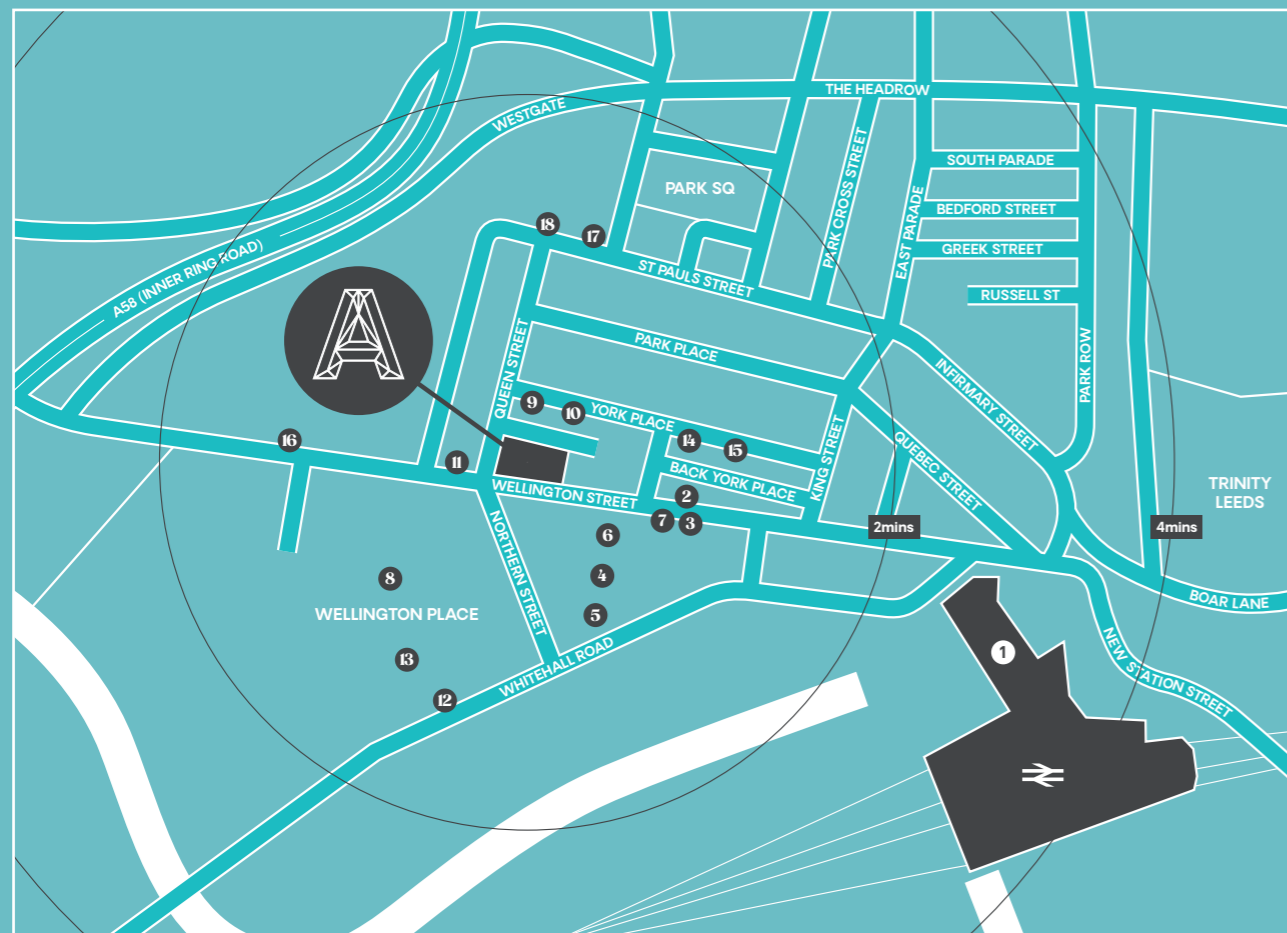 THE HEADROW
WESTGATE
SOUTH PARADE
PARK SQ
BEDFORD STREET
PARK CROSS STREET
EAST PARADE
GREEK STREET
18
17
A58 (INNER RING ROAD)
ST PAULS STREET
RUSSELL ST
A
PARK PLACE
QUEEN STREET
PARK ROW
INFIRMARY STREET
9
10
YORK PLACE
14
15
16
11
BACK YORK PLACE
KING STREET
QUEBEC STREET
TRINITY
LEEDS
WELLINGTON STREET
2
7
3
6
2mins
4mins
NORTHERN STREET
8
4
WELLINGTON PLACE
5
BOAR LANE
13
WHITEHALL ROAD
1
NEW STATION STREET
12